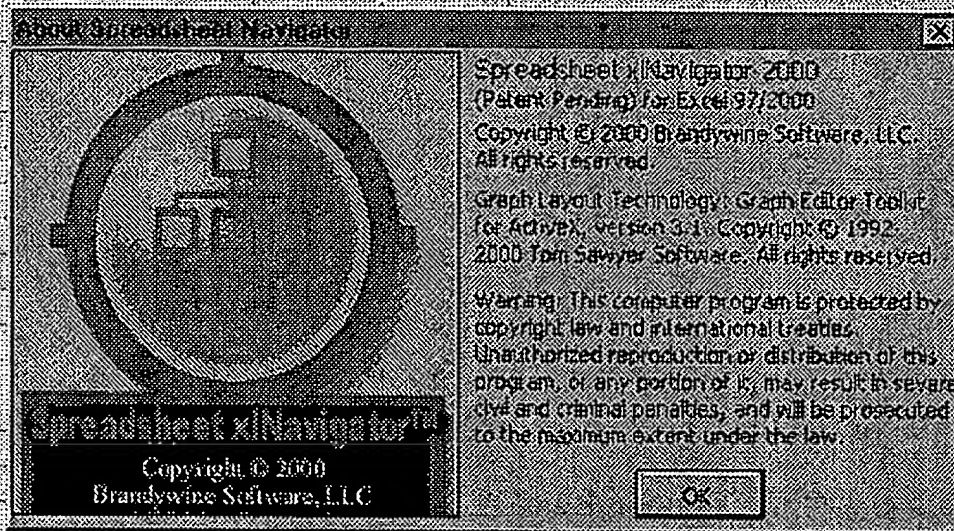 About Spreadsheet Navigator
Spreadsheet xlNavigator 2000
(Patent Pending) for Excel 97/2000
Copyright © 2000 Brandywine Software, LLC.
All rights reserved.
Graph Layout Technology: Graph Editor Toolkit
for ActiveX, version 3.1. Copyright © 1992-
2000 Tom Sawyer Software. All rights reserved.
Warning: This computer program is protected by
copyright law and international treaties.
Unauthorized reproduction or distribution of this
program, or any portion of it, may result in severe
civil and criminal penalties, and will be prosecuted
to the maximum extent under the law.
OK
Spreadsheet xlNavigator™
Copyright © 2000
Brandywine Software, LLC